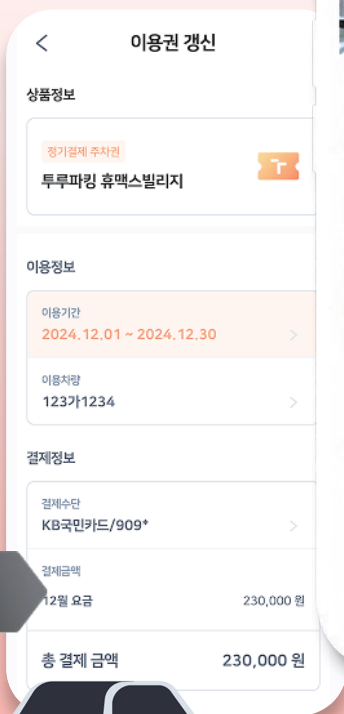 이용권 갱신
상품정보
정기결제 주차권
투루파킹 휴맥스빌리지
이용정보
이용기간
2024.12.01 ~ 2024.12.30
이용차량
123가1234
결제정보
결제수단
KB국민카드/909*
결제금액
12월 요금 230,000 원
총 결제 금액 230,000 원